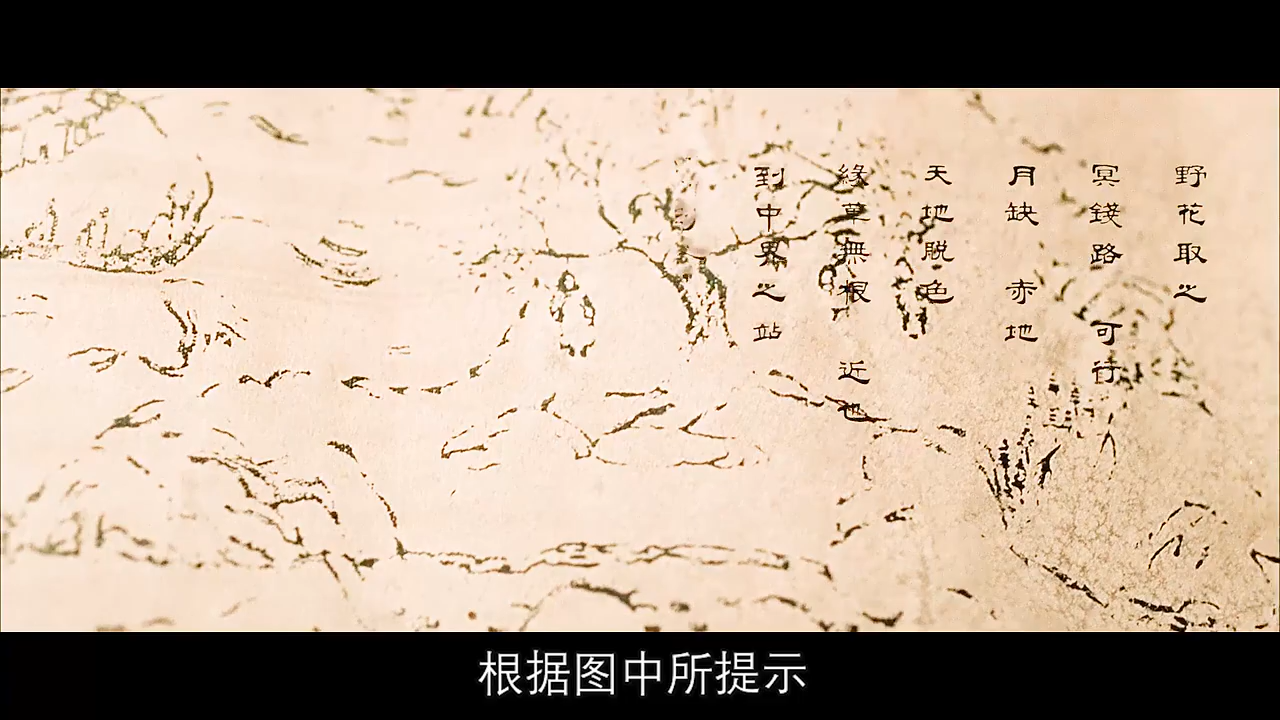 野花取之
冥錢路 可行
月缺 赤地
天地脱色
緣草無根 近也
到中界之站
根据图中所提示